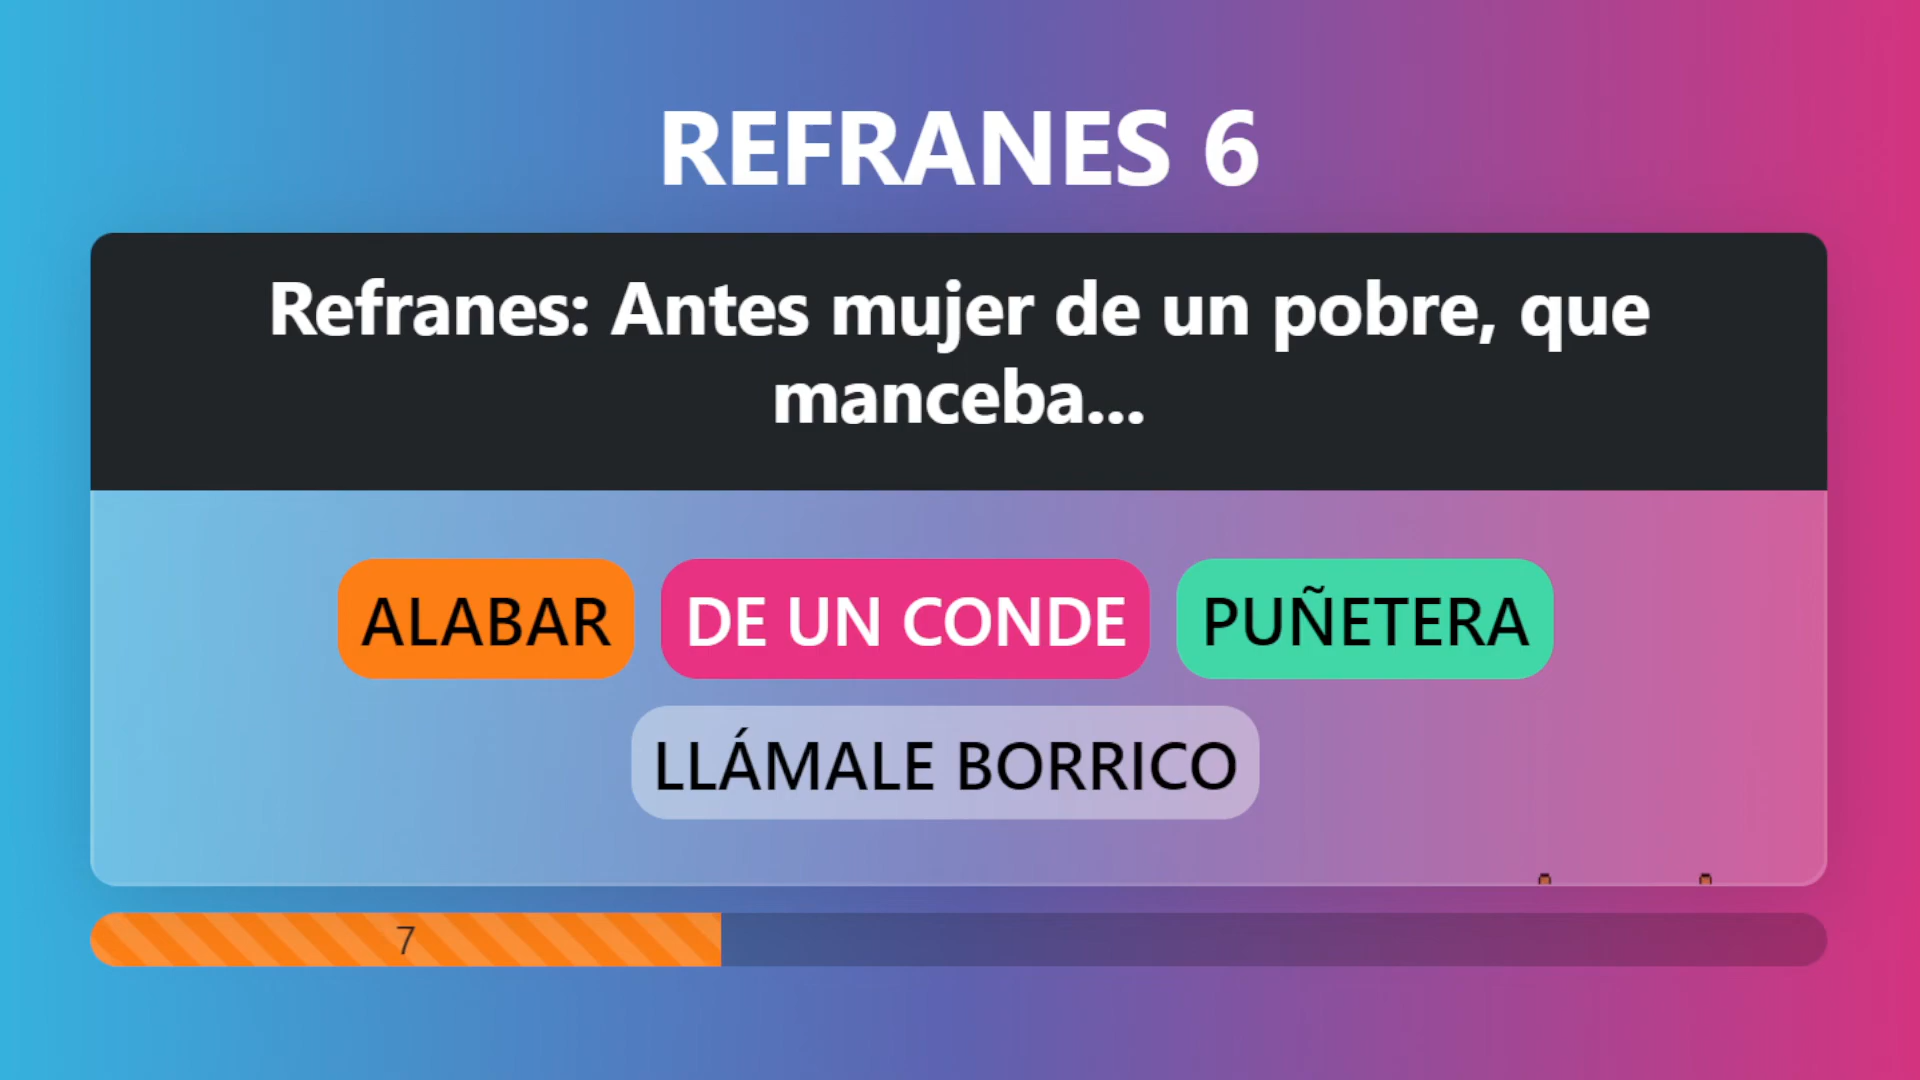 REFRANES 6
Refranes: Antes mujer de un pobre, que
manceba...
ALABAR DE UN CONDE PUÑETERA
LLÁMALE BORRICO
7